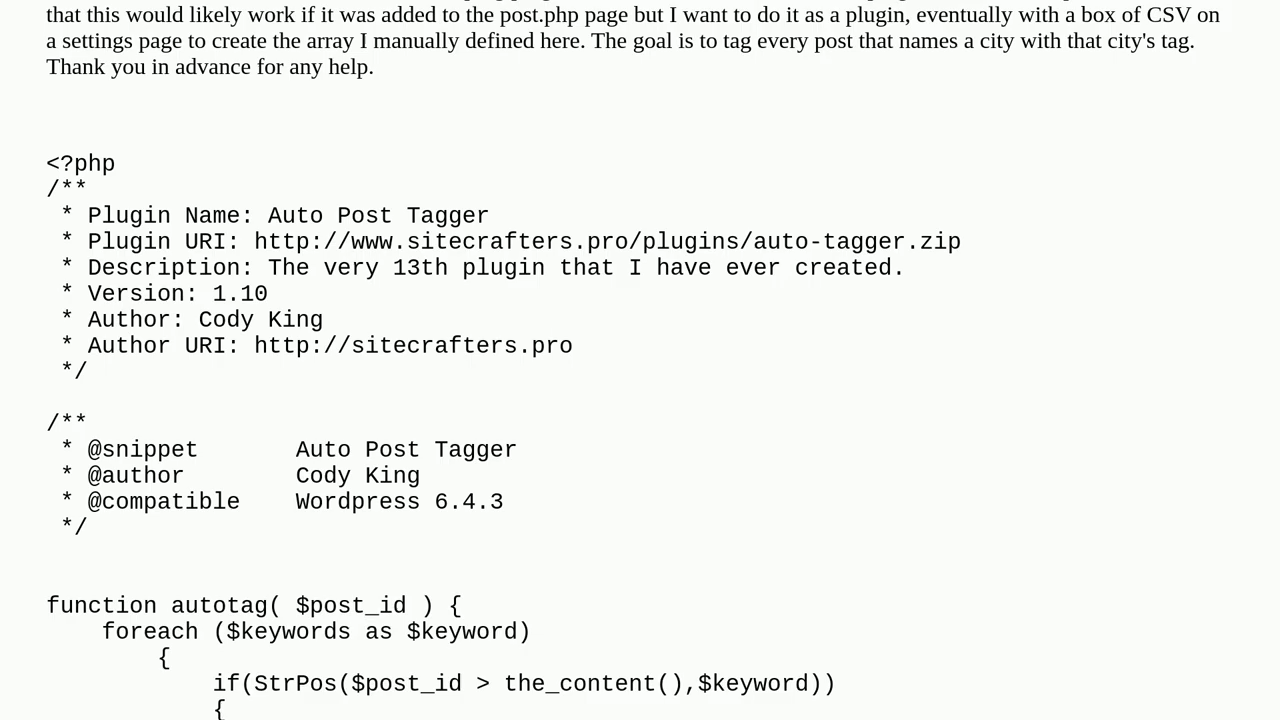 that this would likely work if it was added to the post.php page but I want to do it as a plugin, eventually with a box of CSV on
a settings page to create the array I manually defined here. The goal is to tag every post that names a city with that city's tag.
Thank you in advance for any help.
<?php
/**
 * Plugin Name: Auto Post Tagger
 * Plugin URI: http://www.sitecrafters.pro/plugins/auto-tagger.zip
 * Description: The very 13th plugin that I have ever created.
 * Version: 1.10
 * Author: Cody King
 * Author URI: http://sitecrafters.pro
 */
/**
 * @snippet       Auto Post Tagger
 * @author        Cody King
 * @compatible    Wordpress 6.4.3
 */
function autotag( $post_id ) {
    foreach ($keywords as $keyword)
        {
            if(StrPos($post_id > the_content(),$keyword))
            {